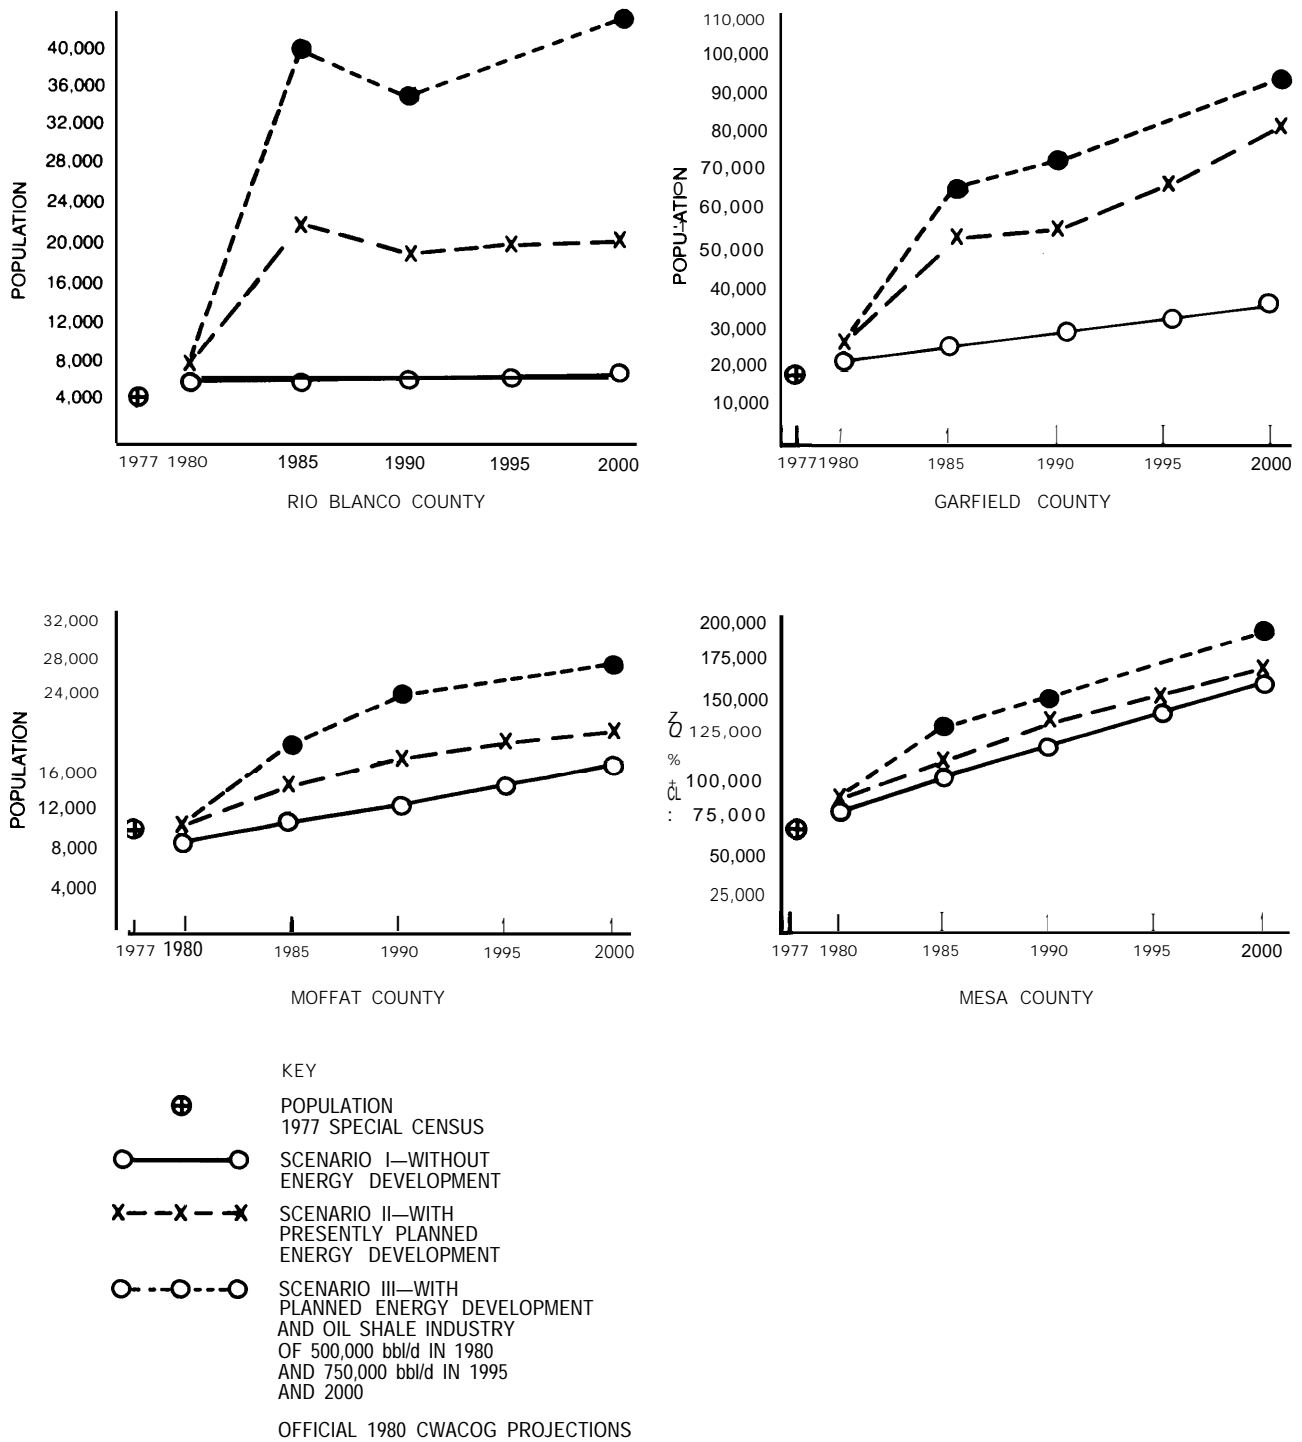 POPULATION
40,000
36,000
32,000
28,000
24,000
20,000
16,000
12,000
8,000
4,000
1977 1980 1985 1990 1995 2000
RIO BLANCO COUNTY
POPULATION
110,000
100,000
90,000
80,000
70,000
60,000
50,000
40,000
30,000
20,000
10,000
19771980 1985 1990 1995 2000
GARFIELD COUNTY
POPULATION
32,000
28,000
24,000
16,000
12,000
8,000
4,000
1977 1980 1985 1990 1995 2000
MOFFAT COUNTY
200,000
175,000
150,000
125,000
100,000
75,000
50,000
25,000
1977 1980 1985 1990 1995 2000
MESA COUNTY
KEY
POPULATION
1977 SPECIAL CENSUS
SCENARIO I—WITHOUT
ENERGY DEVELOPMENT
SCENARIO II—WITH
PRESENTLY PLANNED
ENERGY DEVELOPMENT
SCENARIO III—WITH
PLANNED ENERGY DEVELOPMENT
AND OIL SHALE INDUSTRY
OF 500,000 bbl/d IN 1980
AND 750,000 bbl/d IN 1995
AND 2000
OFFICIAL 1980 CWACOG PROJECTIONS